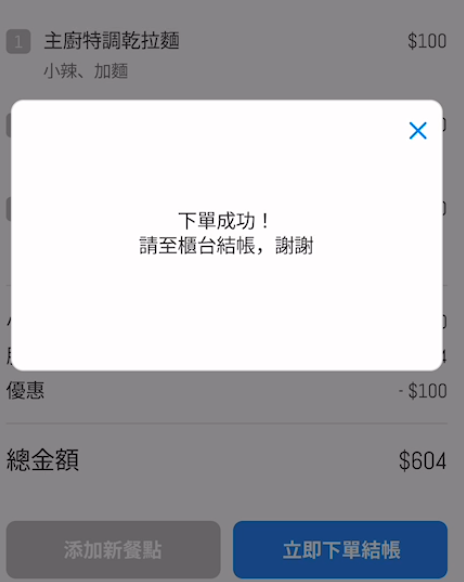 1 主廚特調乾拉麵 $100
小辣、加麵
下單成功！
請至櫃台結帳，謝謝
優惠 - $100
總金額 $604
添加新餐點 立即下單結帳